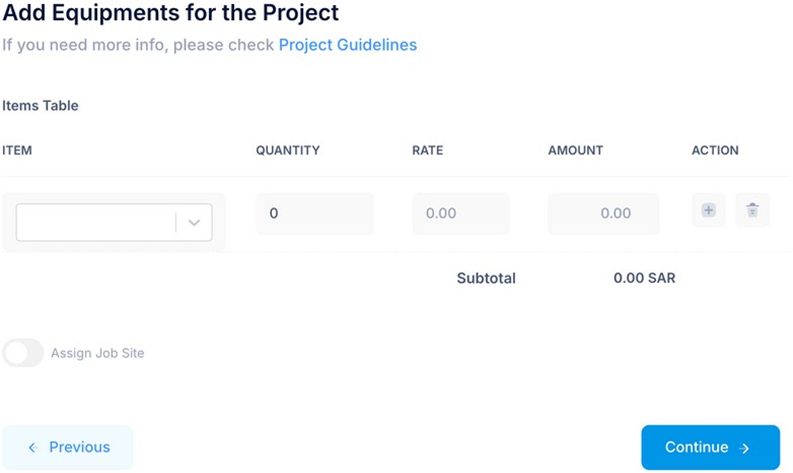 Add Equipments for the Project
If you need more info, please check Project Guidelines
Items Table
ITEM QUANTITY RATE AMOUNT ACTION
0 0.00 0.00
Subtotal 0.00 SAR
Assign Job Site
Previous Continue